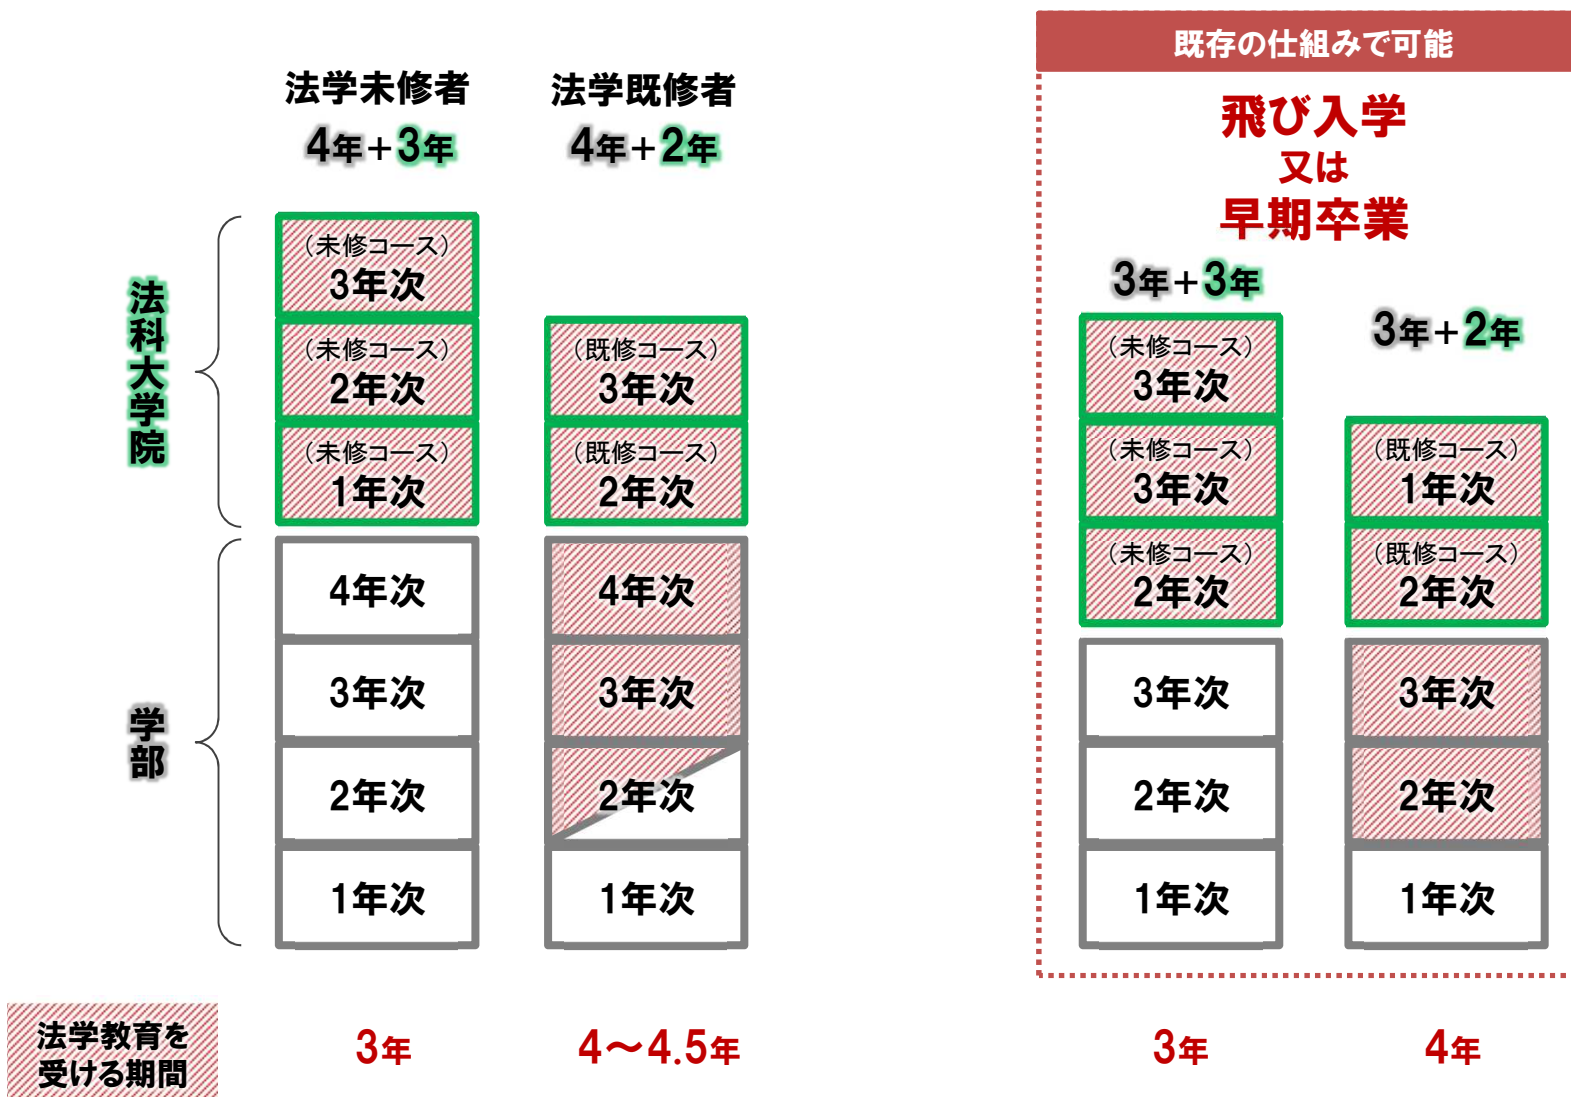 法学未修者
4年+3年
法学既修者
4年+2年
法科大学院
(未修コース)
3年次
(未修コース)
2年次
(未修コース)
1年次
(既修コース)
3年次
(既修コース)
2年次
学部
4年次
3年次
2年次
1年次
4年次
3年次
2年次
1年次
既存の仕組みで可能
飛び入学
又は
早期卒業
3年+3年
(未修コース)
3年次
(未修コース)
3年次
(未修コース)
2年次
3年次
2年次
1年次
3年+2年
(既修コース)
1年次
(既修コース)
2年次
3年次
2年次
1年次
法学教育を
受ける期間
3年
4~4.5年
3年
4年